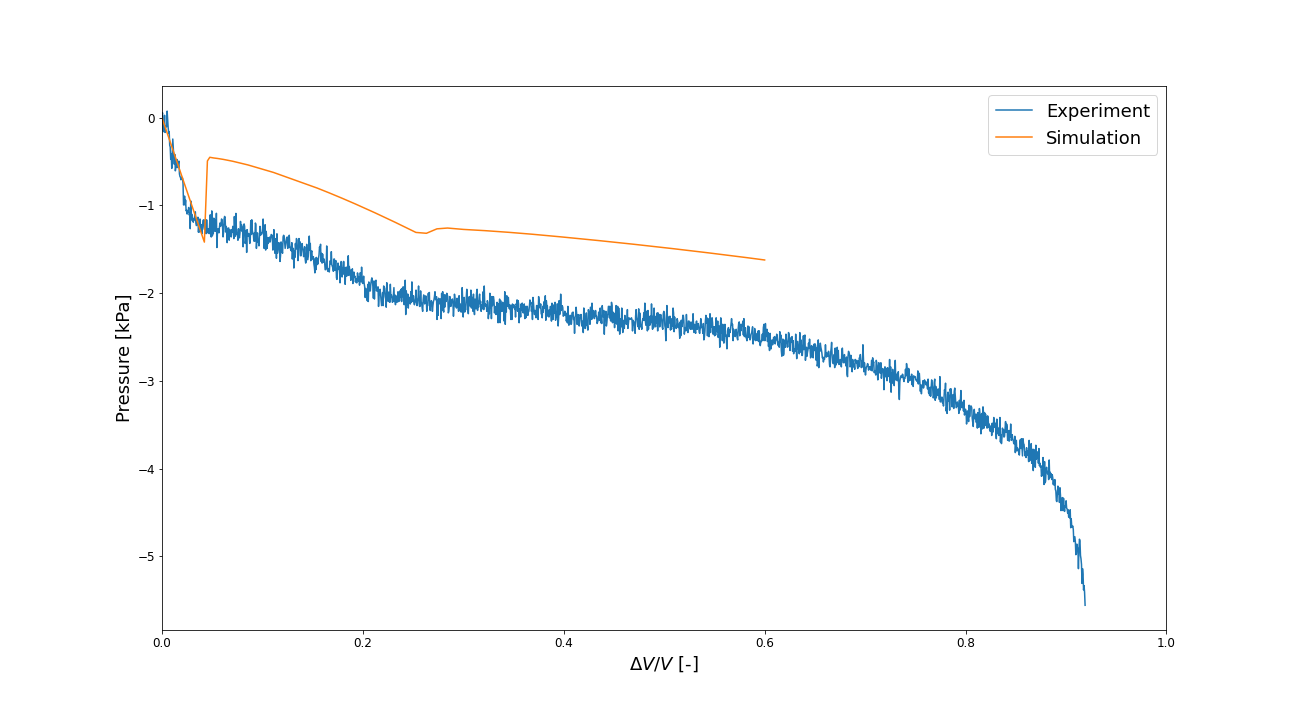 Experiment
Simulation
0
−1
−2
−3
−4
−5
Pressure [kPa]
0.0 0.2 0.4 0.6 0.8 1.0
ΔV/V [-]